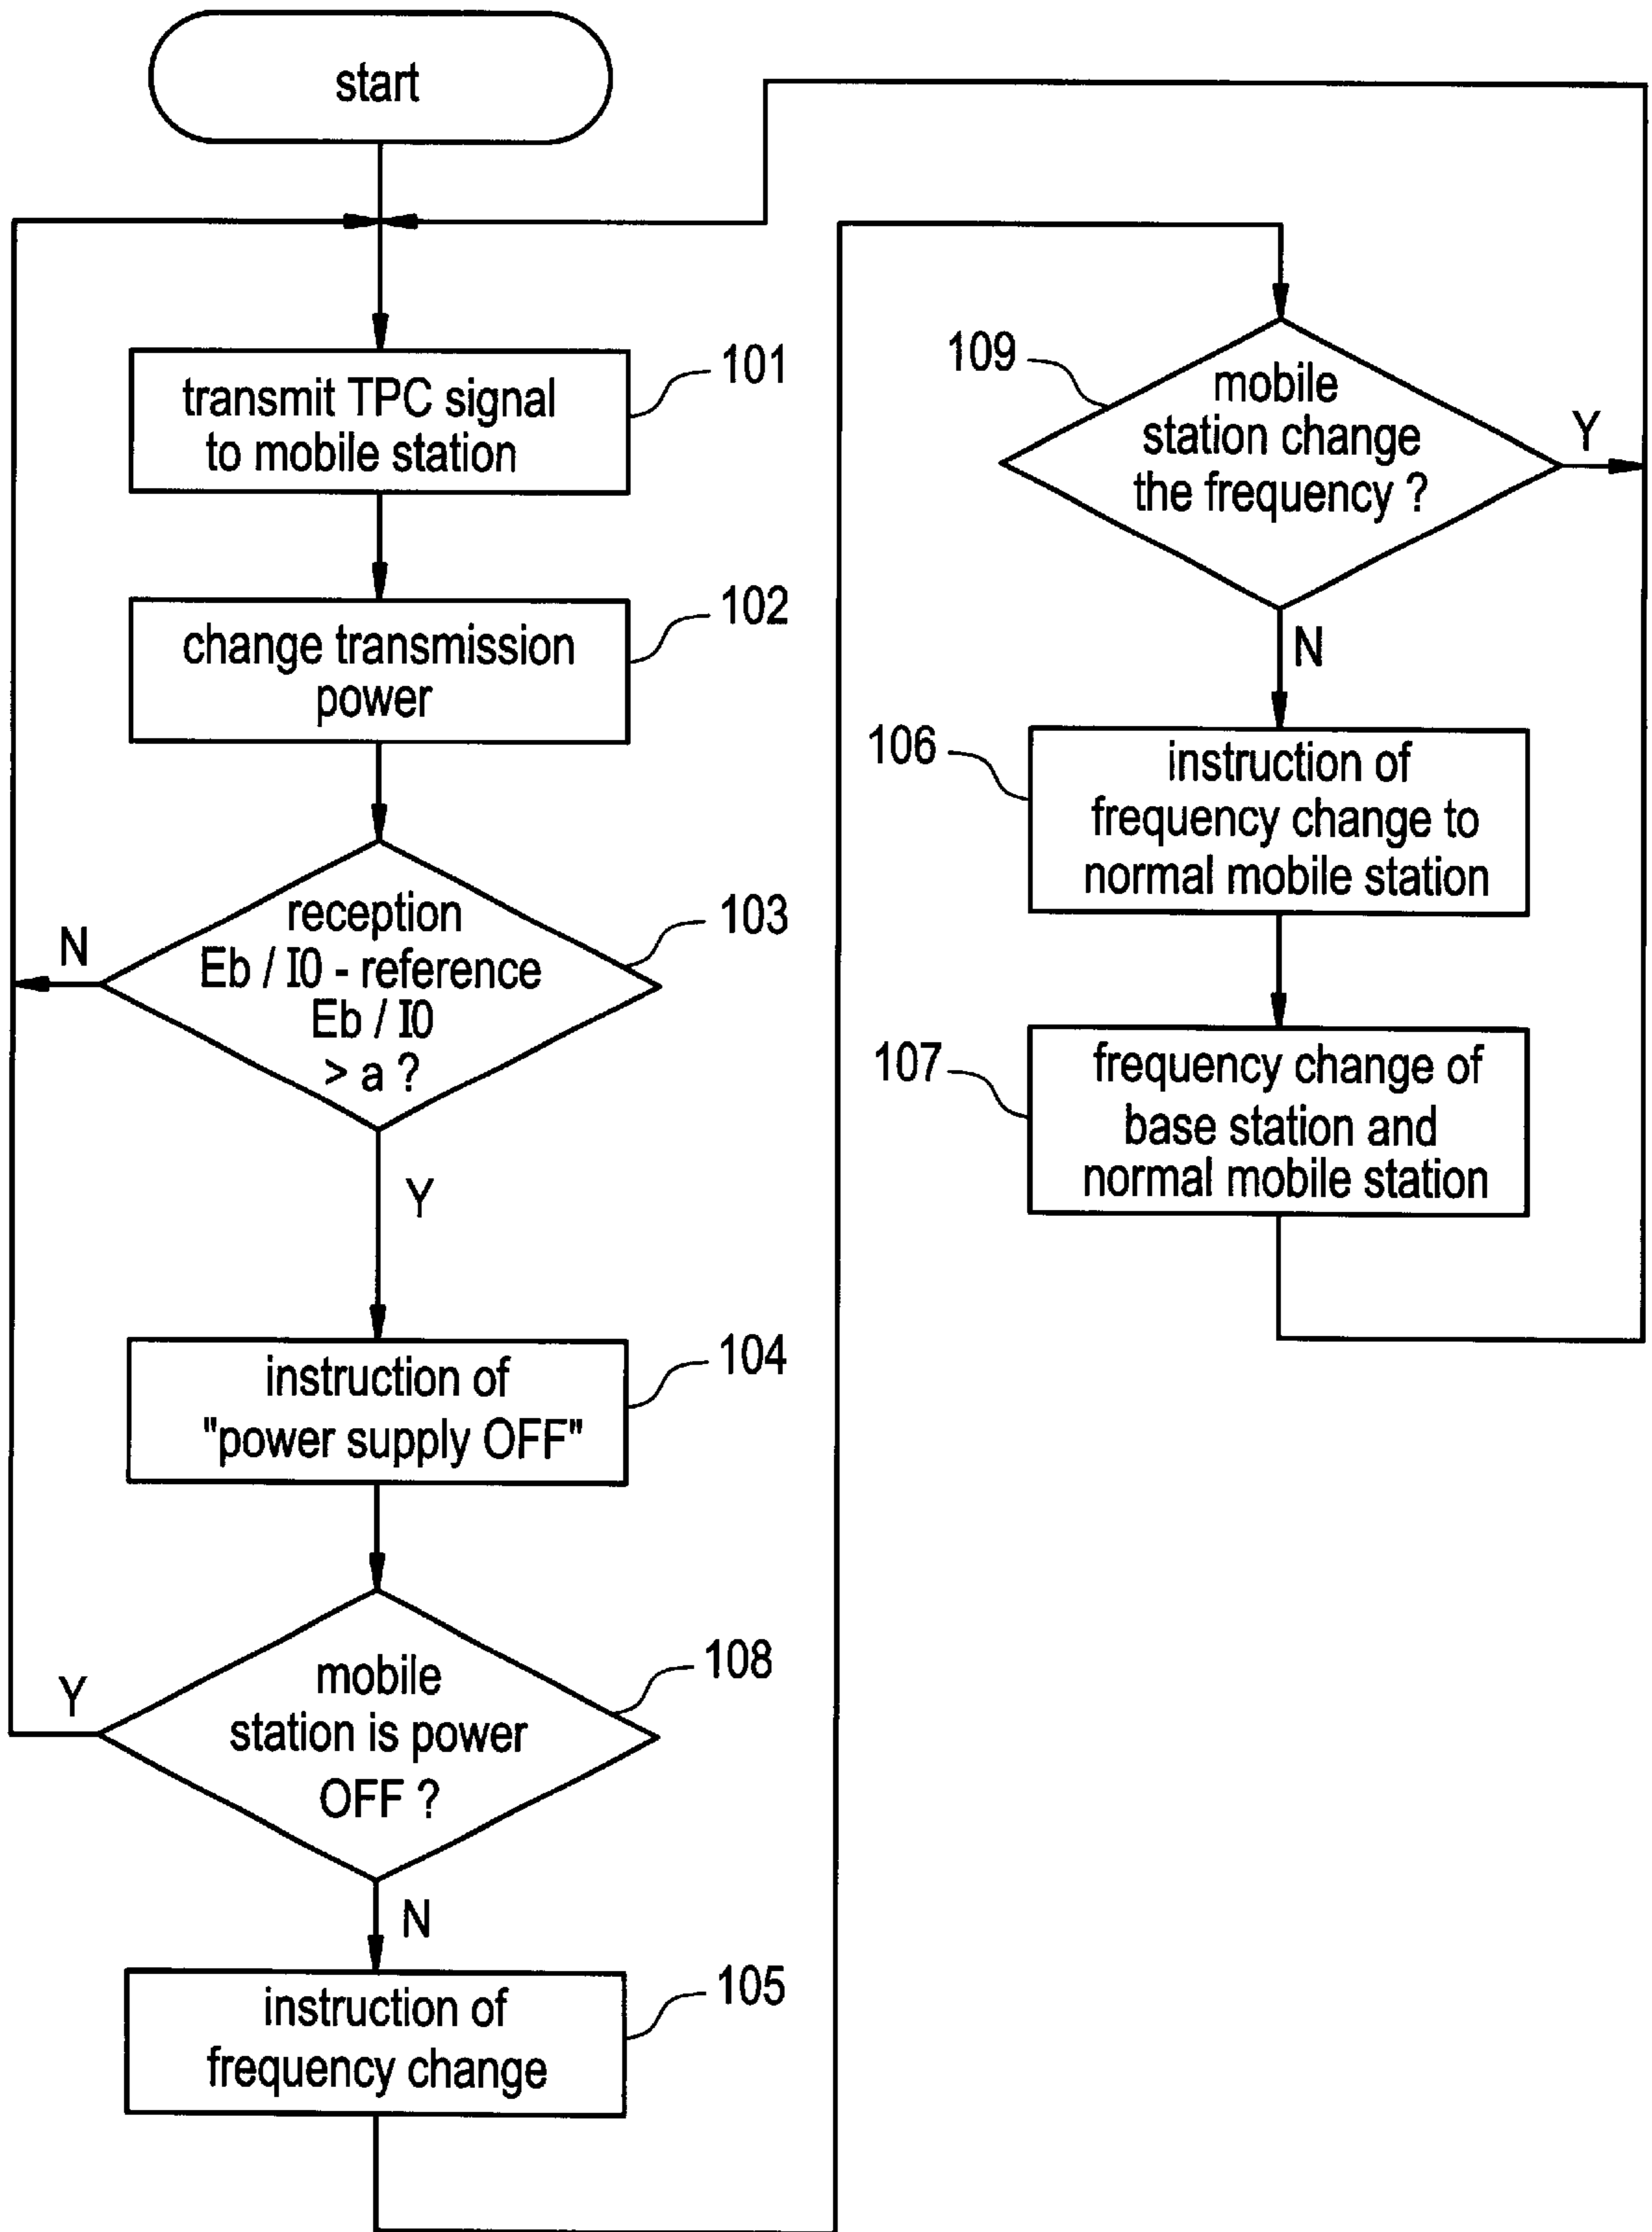 start
transmit TPC signal
to mobile station
101
change transmission
power
102
reception
Eb / I0 - reference
Eb / I0
> a ?
103
N
Y
instruction of
"power supply OFF"
104
mobile
station is power
OFF ?
108
Y
N
instruction of
frequency change
105
109
mobile
station change
the frequency ?
Y
N
106
instruction of
frequency change to
normal mobile station
107
frequency change of
base station and
normal mobile station